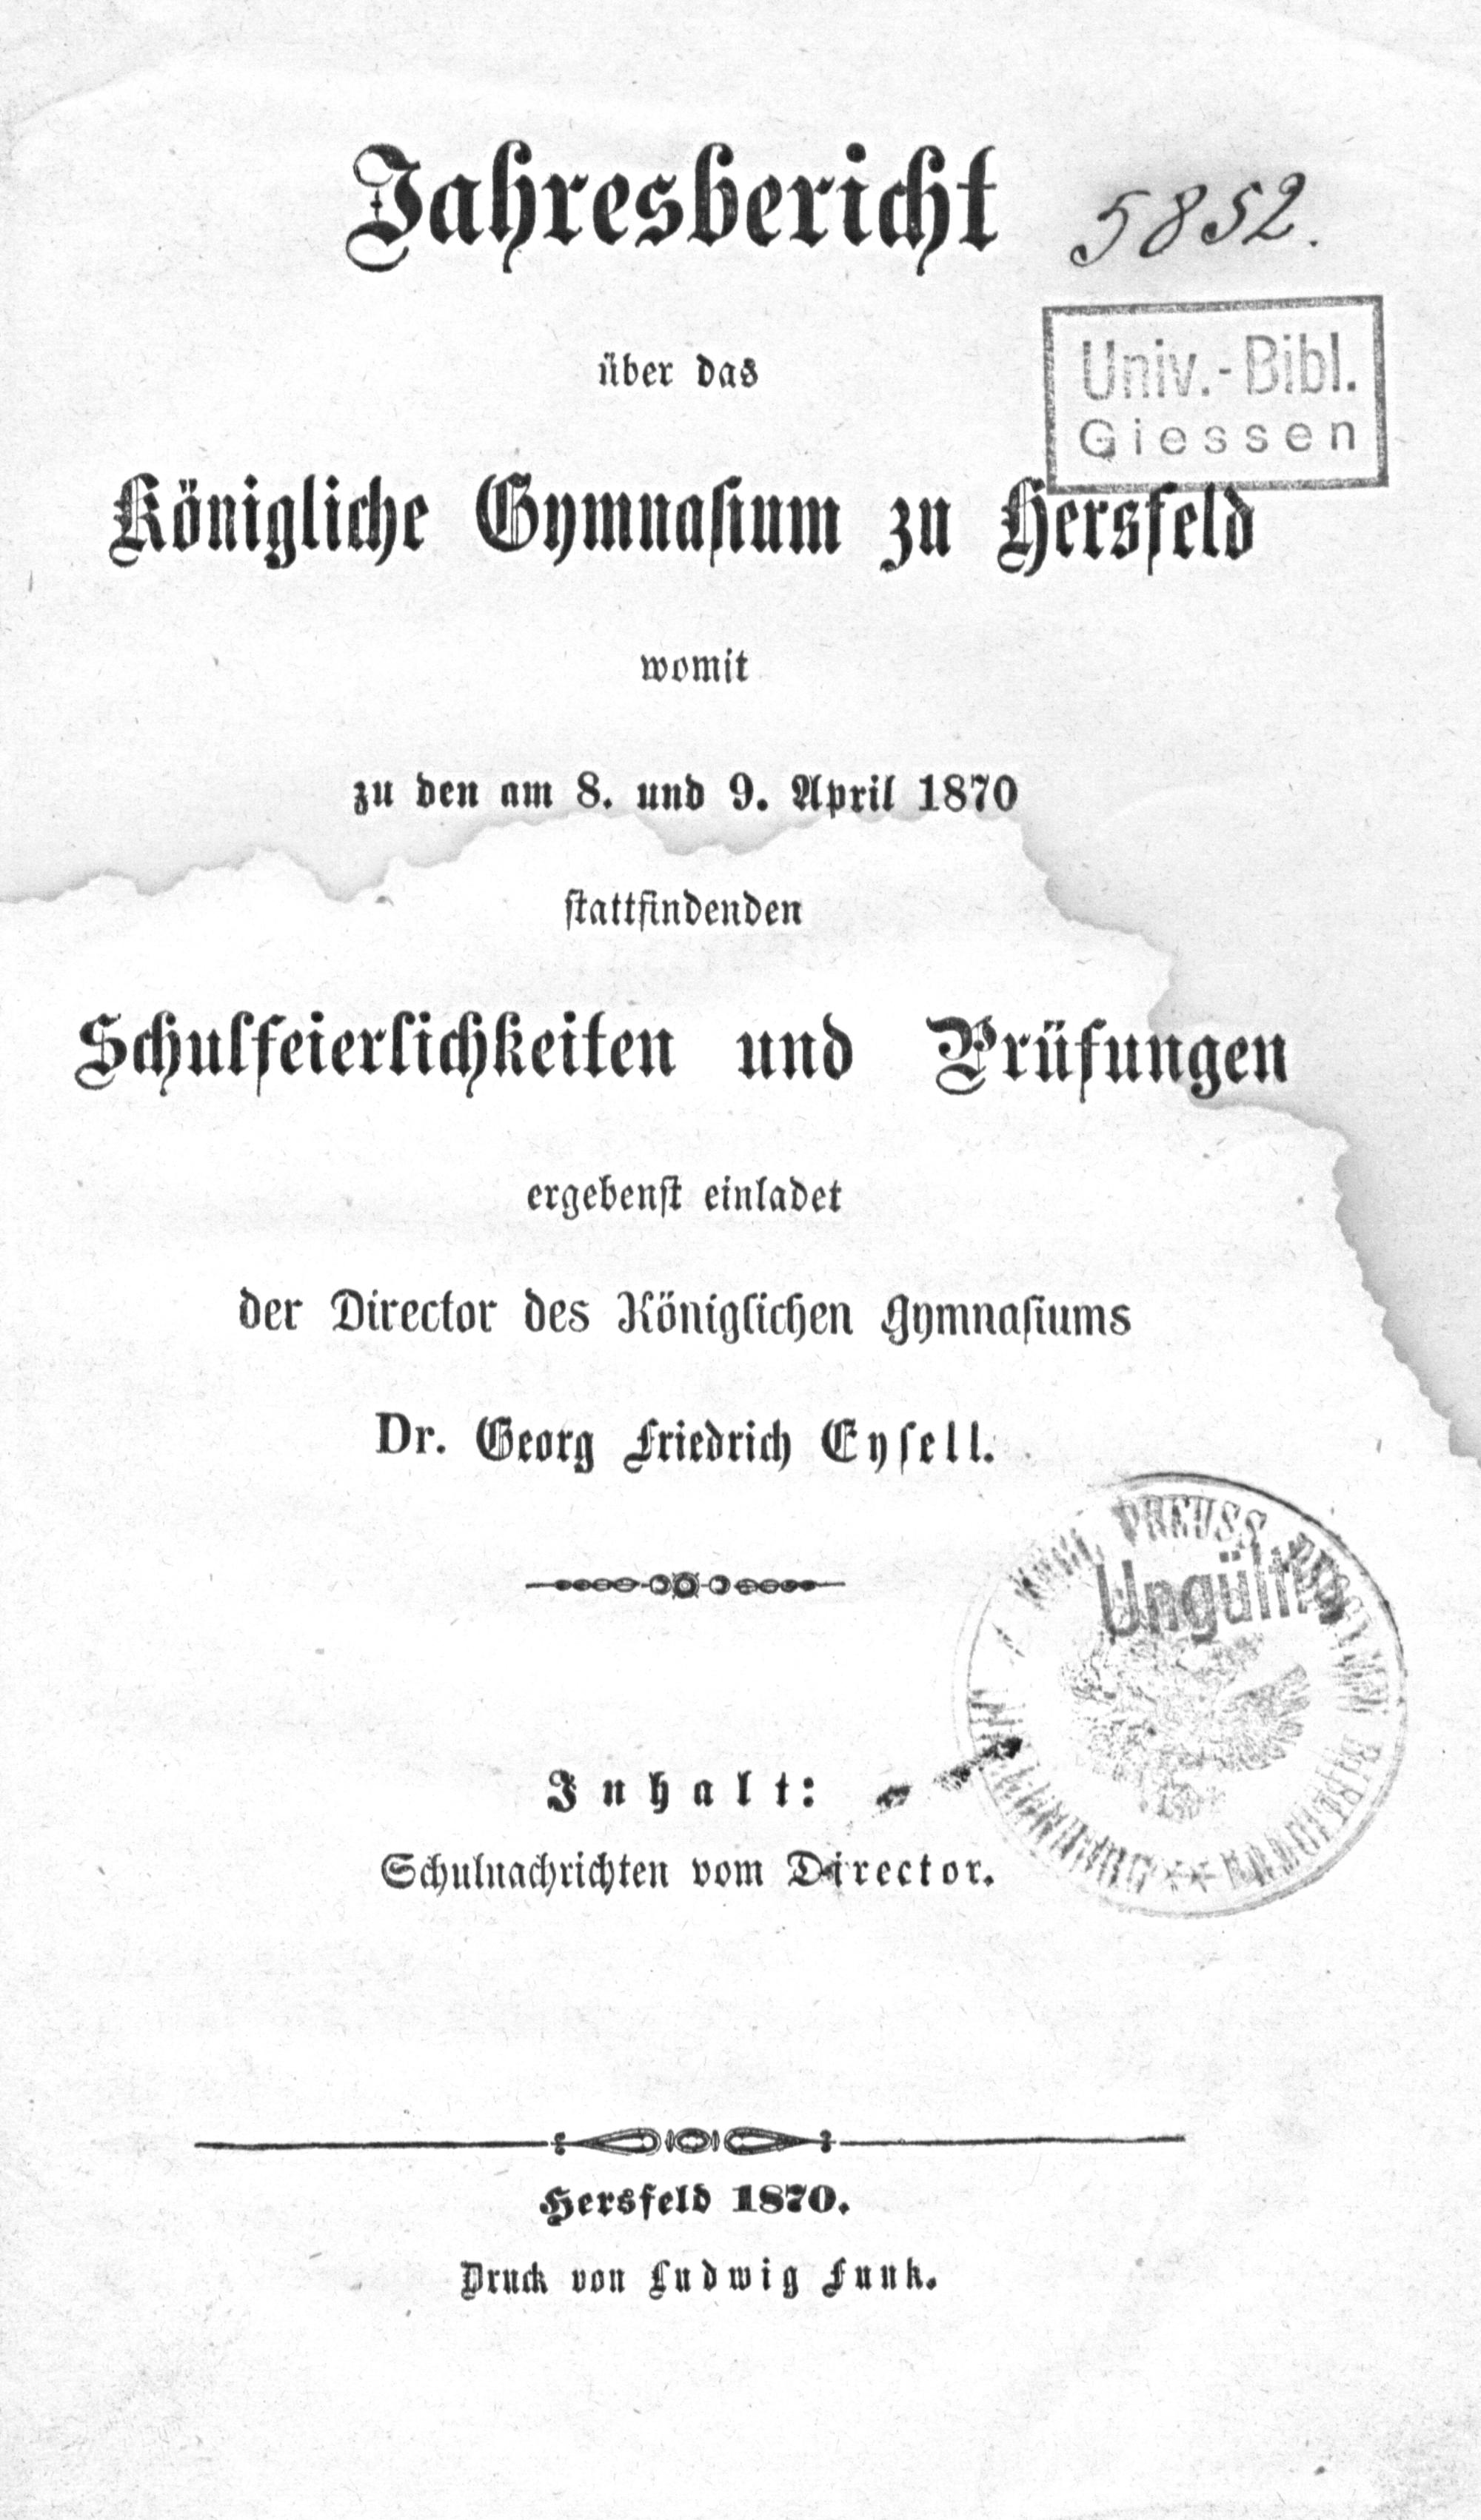 Jahresbericht
5852.
über das
Univ.-Bibl.
Giessen
Königliche Gymnasium zu Hersfeld
womit
zu den am 8. und 9. April 1870
stattfindenden
Schulfeierlichkeiten und Prüfungen
ergebenst einladet
der Director des Königlichen Gymnasiums
Dr. Georg Friedrich Eysell.
PREUSS
Ungültig
Inhalt:
Schulnachrichten vom Director.
Hersfeld 1870.
Druck von Ludwig Funk.